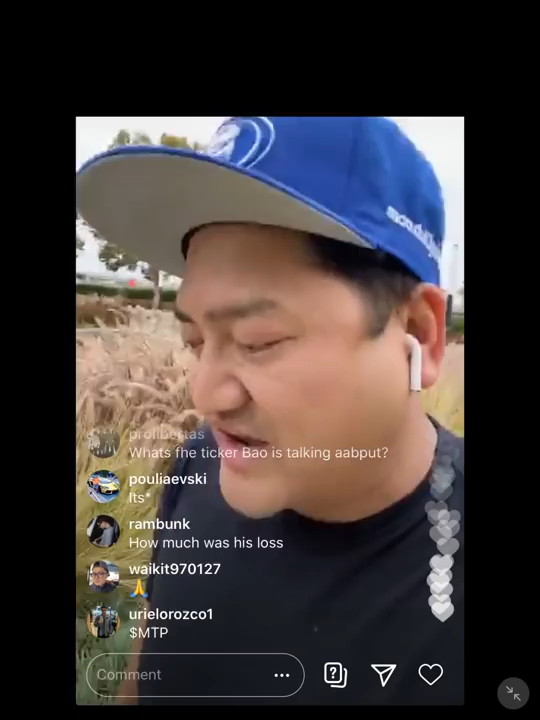 prolibertas
Whats fhe ticker Bao is talking aabput?
pouliaevski
Its*
rambunk
How much was his loss
waikit970127
🙏
urielorozco1
$MTP
Comment